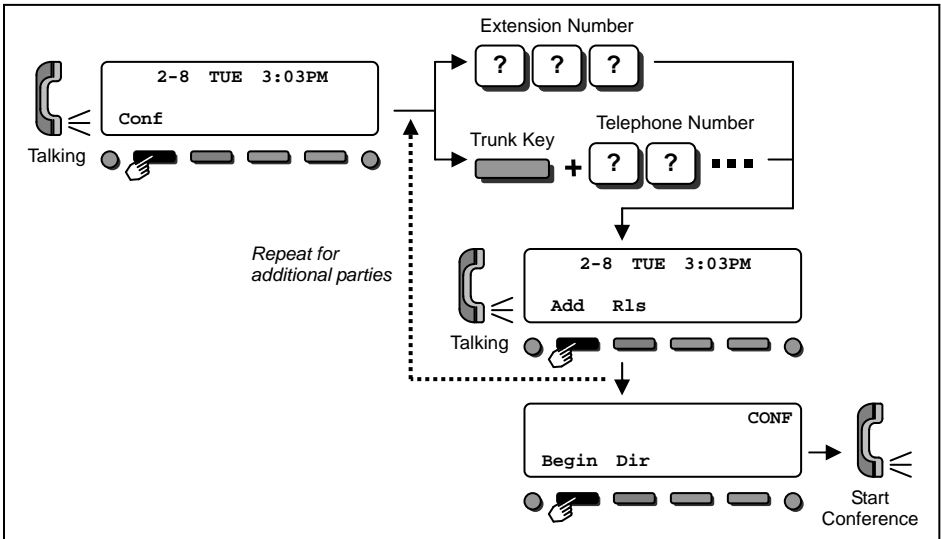 Extension Number
? ? ?
2-8 TUE 3:03PM
Conf
Talking
Trunk Key
Telephone Number
+ ? ? ...
Repeat for
additional parties
2-8 TUE 3:03PM
Add Rls
Talking
CONF
Begin Dir
Start
Conference